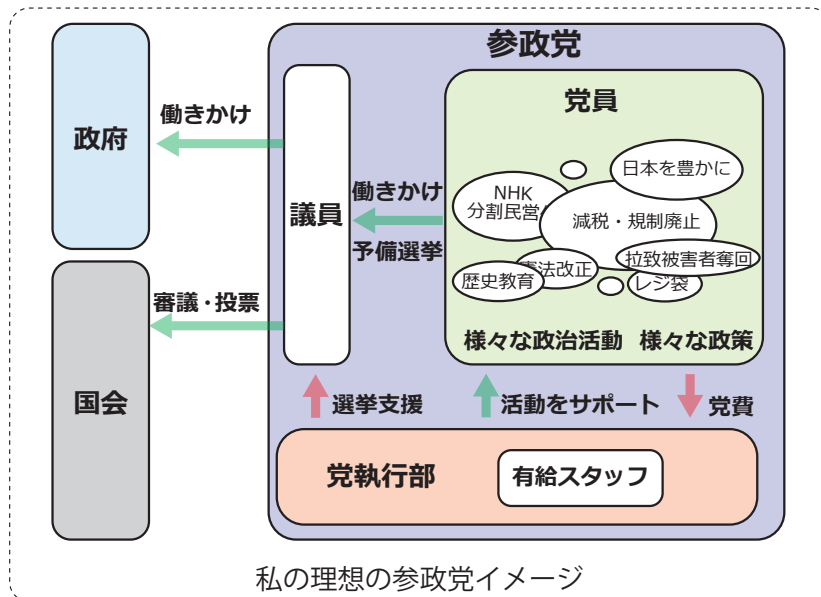 参政党
政府
働きかけ
議員
党員
日本を豊かに
NHK
分割民営
減税・規制廃止
働きかけ
予備選挙
拉致被害者奪回
憲法改正
歴史教育
レジ袋
審議・投票
様々な政治活動
様々な政策
国会
選挙支援
活動をサポート
党費
党執行部
有給スタッフ
私の理想の参政党イメージ